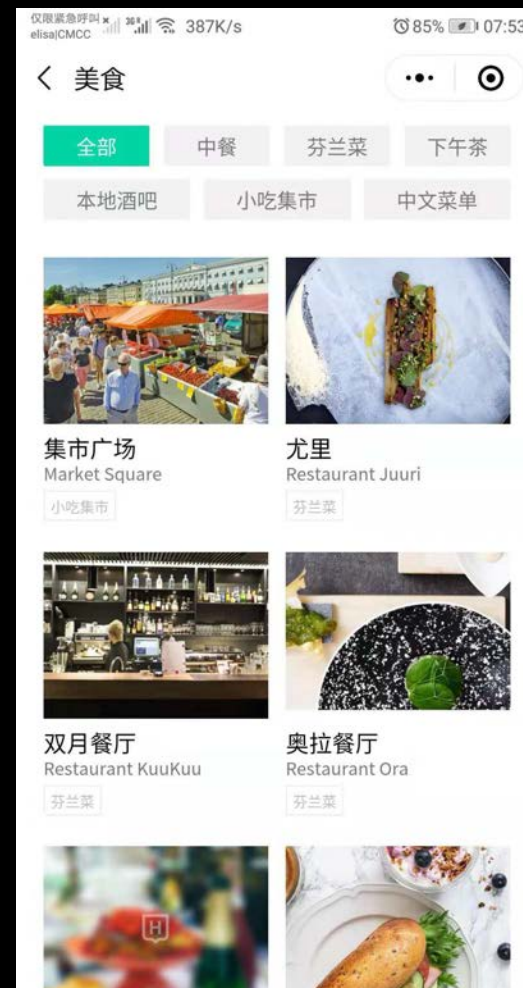 仅限紧急呼叫
elisa|CMCC
387K/s
85%
07:53
美食
全部
中餐
芬兰菜
下午茶
本地酒吧
小吃集市
中文菜单
集市广场
Market Square
小吃集市
尤里
Restaurant Juuri
芬兰菜
双月餐厅
Restaurant KuuKuu
芬兰菜
奥拉餐厅
Restaurant Ora
芬兰菜
H